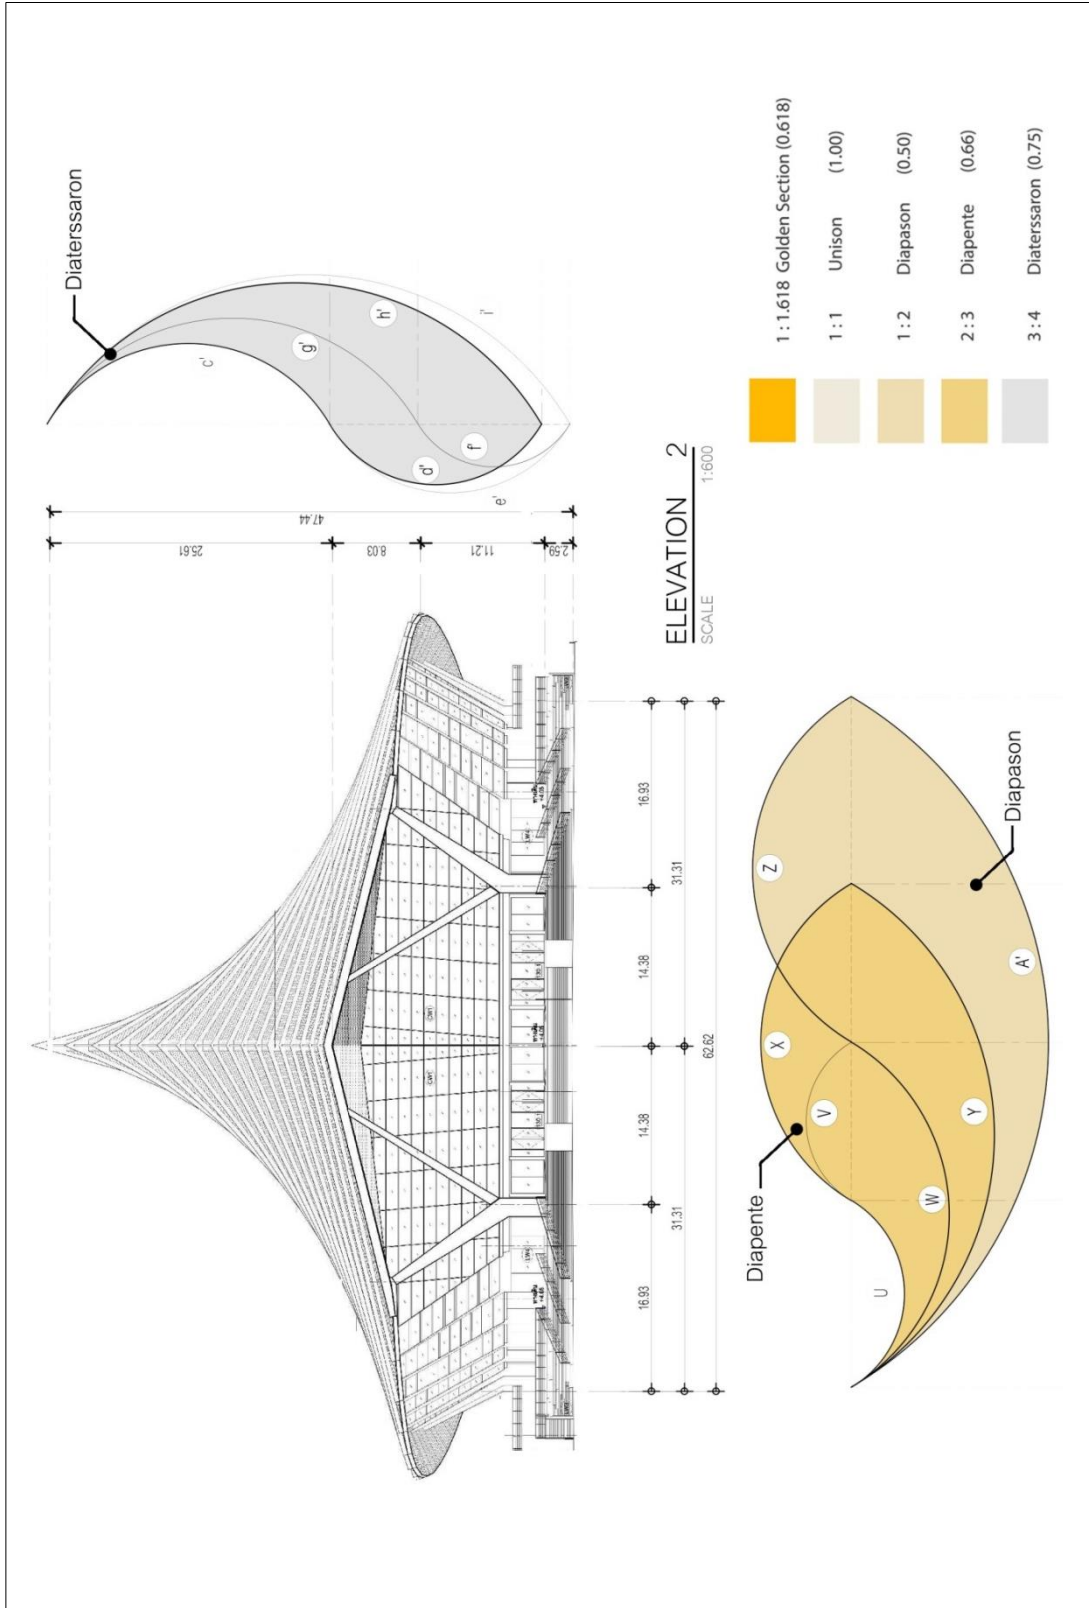 Diaterssaron
c'
g'
h'
i'
d''
f'
e'
47.44
25.61
8.03
11.21
2.59
ELEVATION 2
SCALE 1:600
16.93
14.38
14.38
16.93
31.31
31.31
62.62
Diapente
Diapason
U
V
W
X
Y
Z
A'
1 : 1.618 Golden Section (0.618)
1 : 1 Unison (1.00)
1 : 2 Diapason (0.50)
2 : 3 Diapente (0.66)
3 : 4 Diaterssaron (0.75)